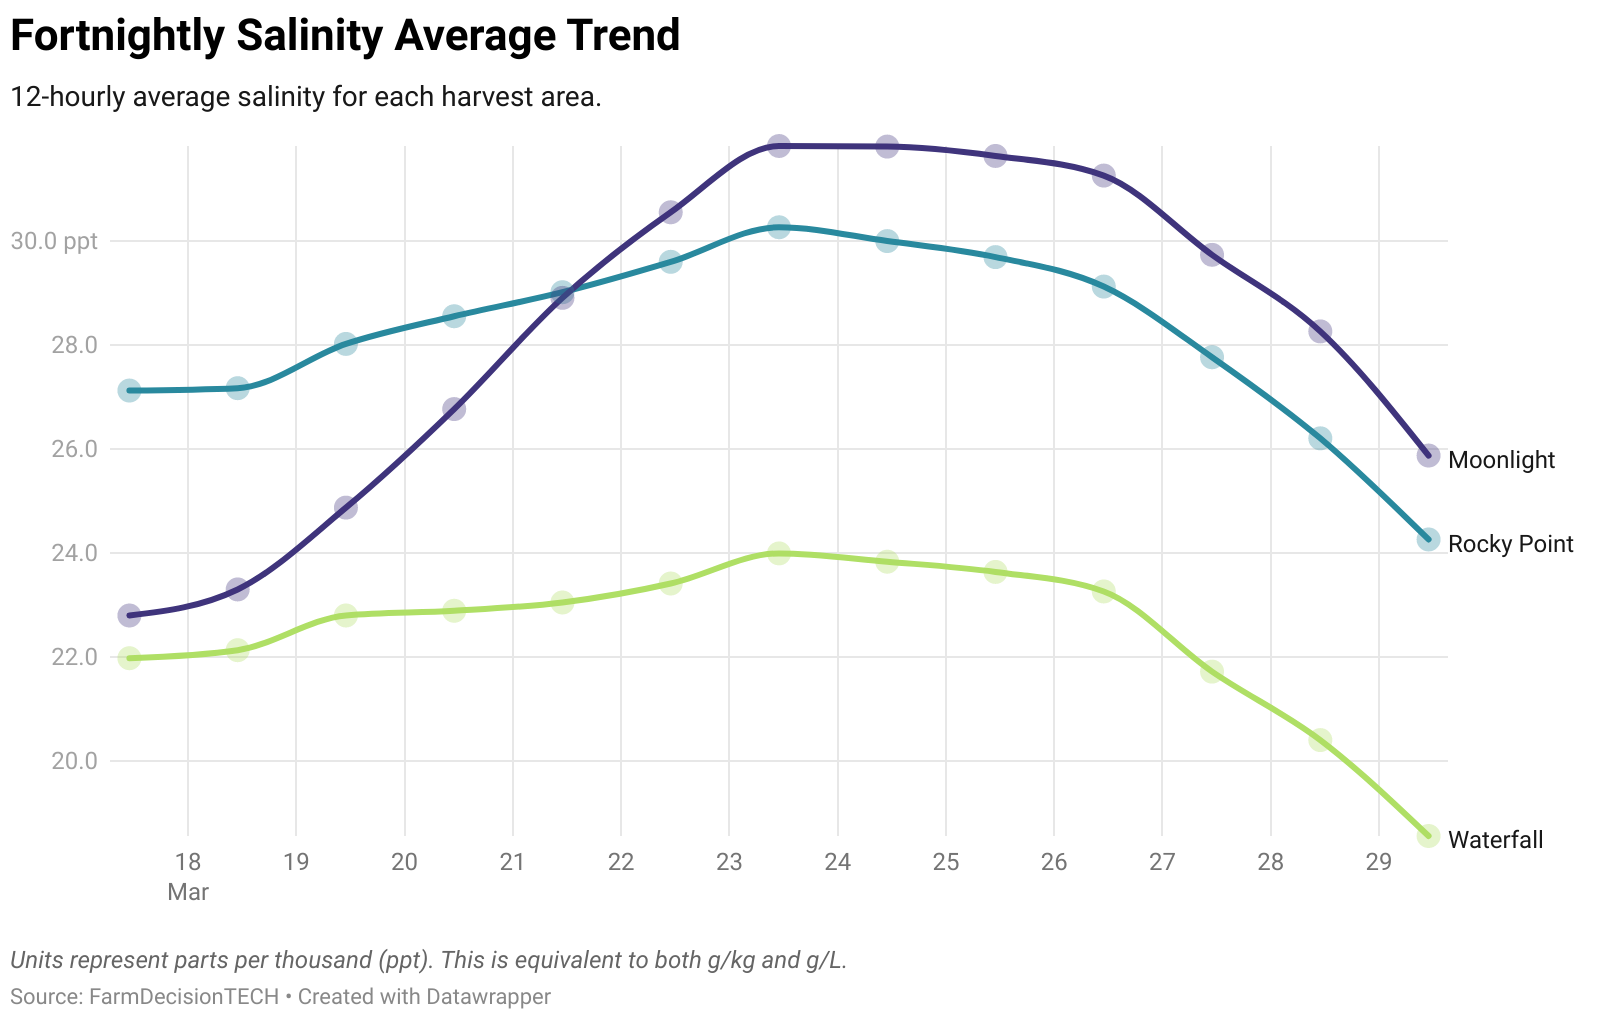 Fortnightly Salinity Average Trend
12-hourly average salinity for each harvest area.
30.0 ppt
28.0
26.0
24.0
22.0
20.0
Moonlight
Rocky Point
Waterfall
18 19 20 21 22 23 24 25 26 27 28 29
Mar
Units represent parts per thousand (ppt). This is equivalent to both g/kg and g/L.
Source: FarmDecisionTECH • Created with Datawrapper